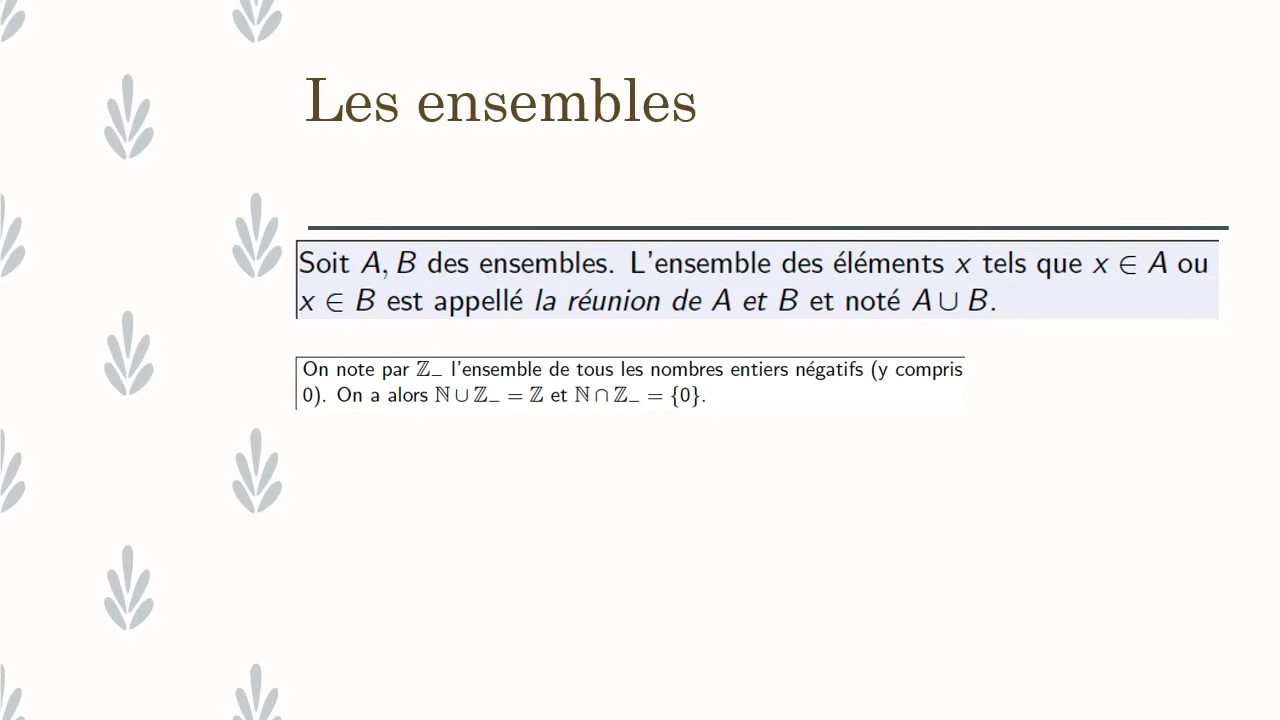 Les ensembles
Soit A, B des ensembles. L'ensemble des éléments x tels que x ∈ A ou
x ∈ B est appellé la réunion de A et B et noté A ∪ B.
On note par ℤ₋ l'ensemble de tous les nombres entiers négatifs (y compris
0). On a alors ℕ ∪ ℤ₋ = ℤ et ℕ ∩ ℤ₋ = {0}.